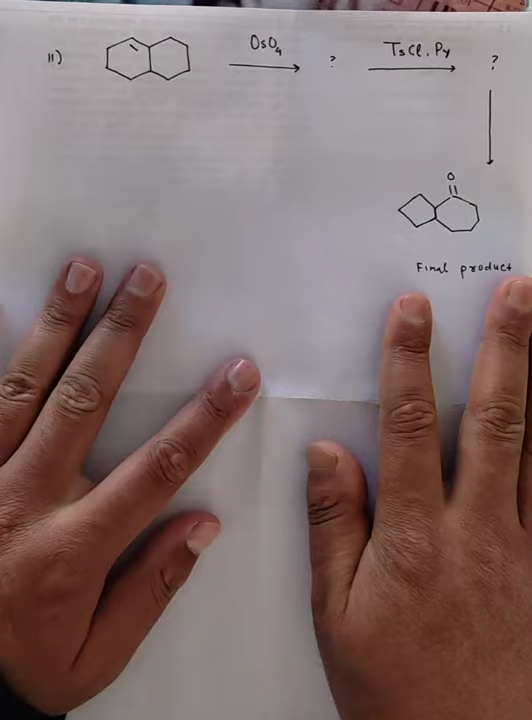 11) OsO4 ? TsCl, Py ?
O
Final product